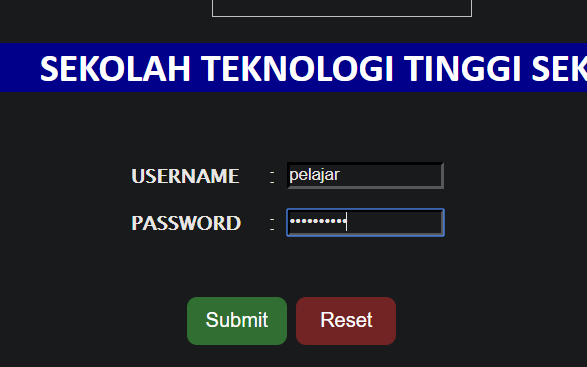 SEKOLAH TEKNOLOGI TINGGI SEK
USERNAME : pelajar
PASSWORD : ••••••••••
Submit Reset